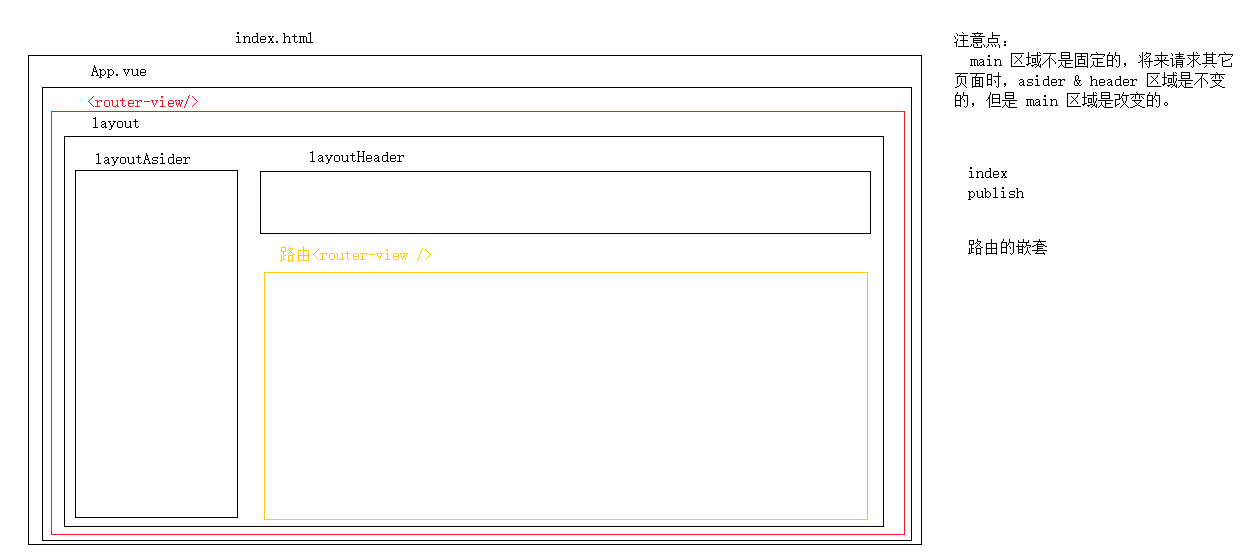 index.html
App.vue
<router-view/>
layout
layoutAsider
layoutHeader
路由<router-view />
注意点:
main 区域不是固定的，将来请求其它
页面时，asider & header 区域是不变
的，但是 main 区域是改变的。
index
publish
路由的嵌套